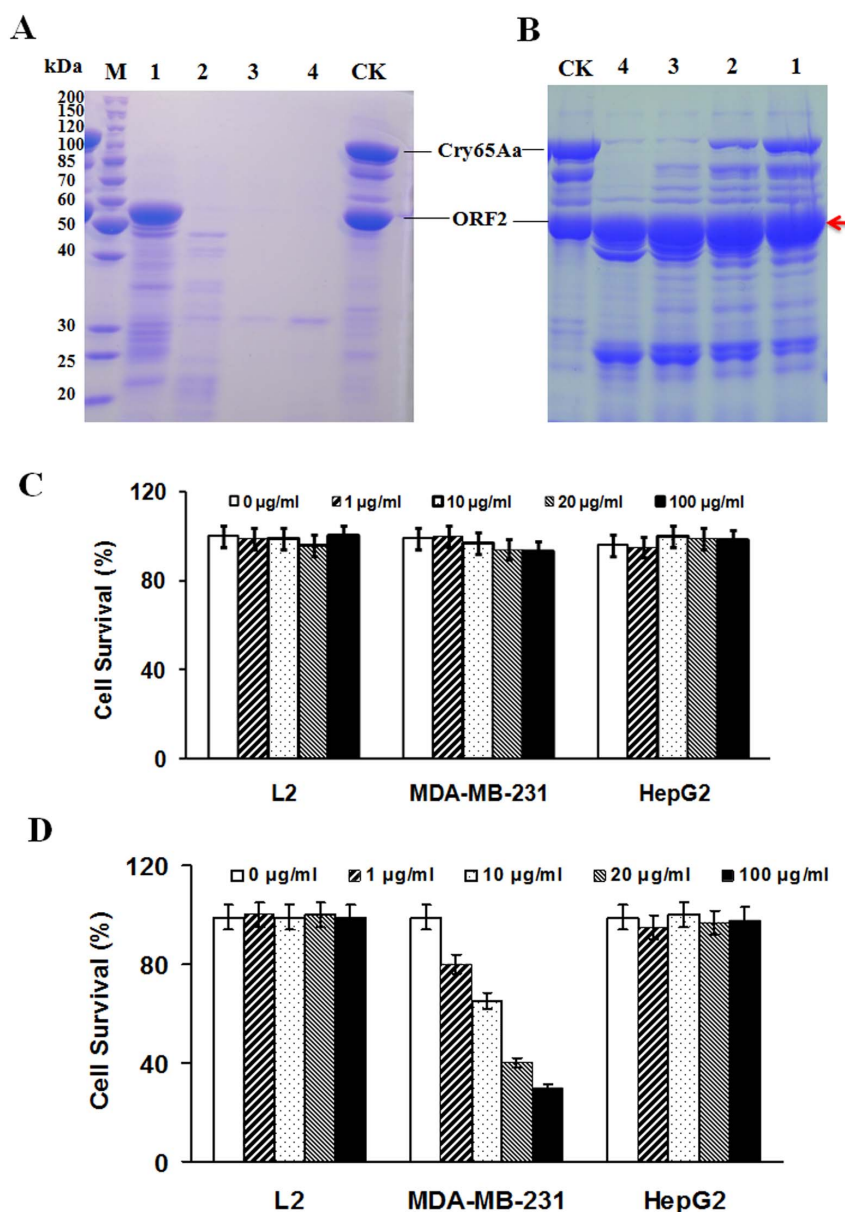 A
kDa M 1 2 3 4 CK
200
150
120
100
85
70
60
50
40
30
25
20
Cry65Aa
ORF2
B
CK 4 3 2 1
C
120
80
40
0
Cell Survival (%)
0 µg/ml 1 µg/ml 10 µg/ml 20 µg/ml 100 µg/ml
L2 MDA-MB-231 HepG2
D
120
80
40
0
Cell Survival (%)
0 µg/ml 1 µg/ml 10 µg/ml 20 µg/ml 100 µg/ml
L2 MDA-MB-231 HepG2